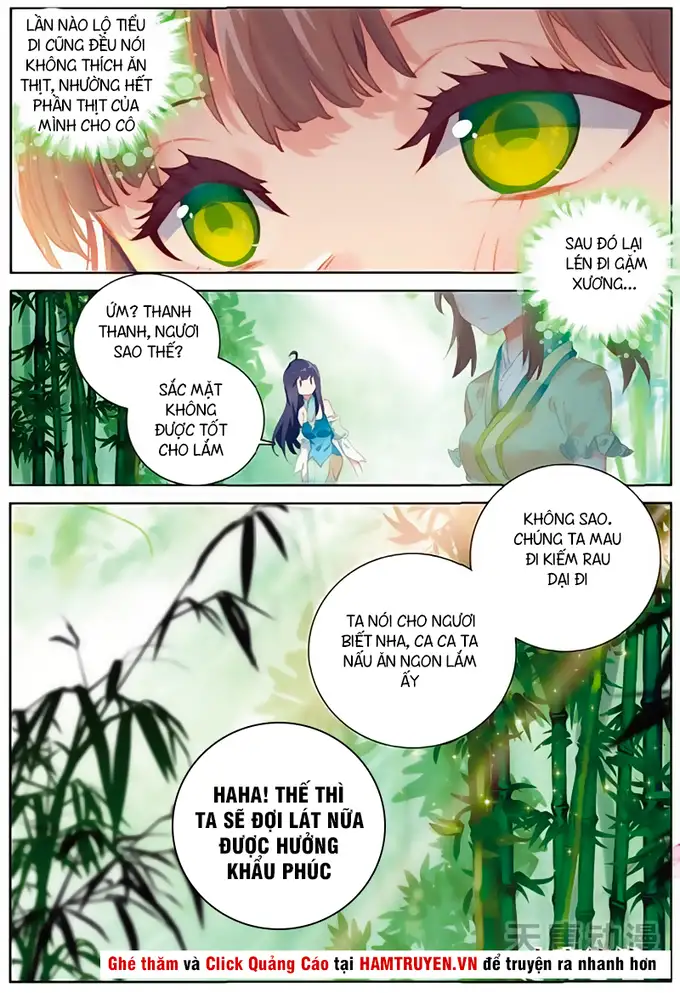 LẦN NÀO LỘ TIỂU
DI CŨNG ĐỀU NÓI
KHÔNG THÍCH ĂN
THỊT, NHƯỜNG HẾT
PHẦN THỊT CỦA
MÌNH CHO CÔ
SAU ĐÓ LẠI
LÉN ĐI GẶM
XƯƠNG...
ỪM? THANH
THANH, NGƯƠI
SAO THẾ?
SẮC MẶT
KHÔNG
ĐƯỢC TỐT
CHO LẮM
KHÔNG SAO.
CHÚNG TA MAU
ĐI KIẾM RAU
DẠI ĐI
TA NÓI CHO NGƯƠI
BIẾT NHA, CA CA TA
NẤU ĂN NGON LẮM
ẤY
HAHA! THẾ THÌ
TA SẼ ĐỢI LÁT NỮA
ĐƯỢC HƯỞNG
KHẨU PHÚC
天唐动漫
Ghé thăm và Click Quảng Cáo tại HAMTRUYEN.VN để truyện ra nhanh hơn